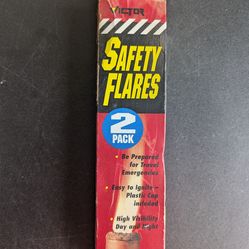 VICTOR
SAFETY
FLARES
2
PACK
• Be Prepared
for Travel
Emergencies
• Easy to Ignite –
Plastic Cap
included
• High Visibility
Day and Night